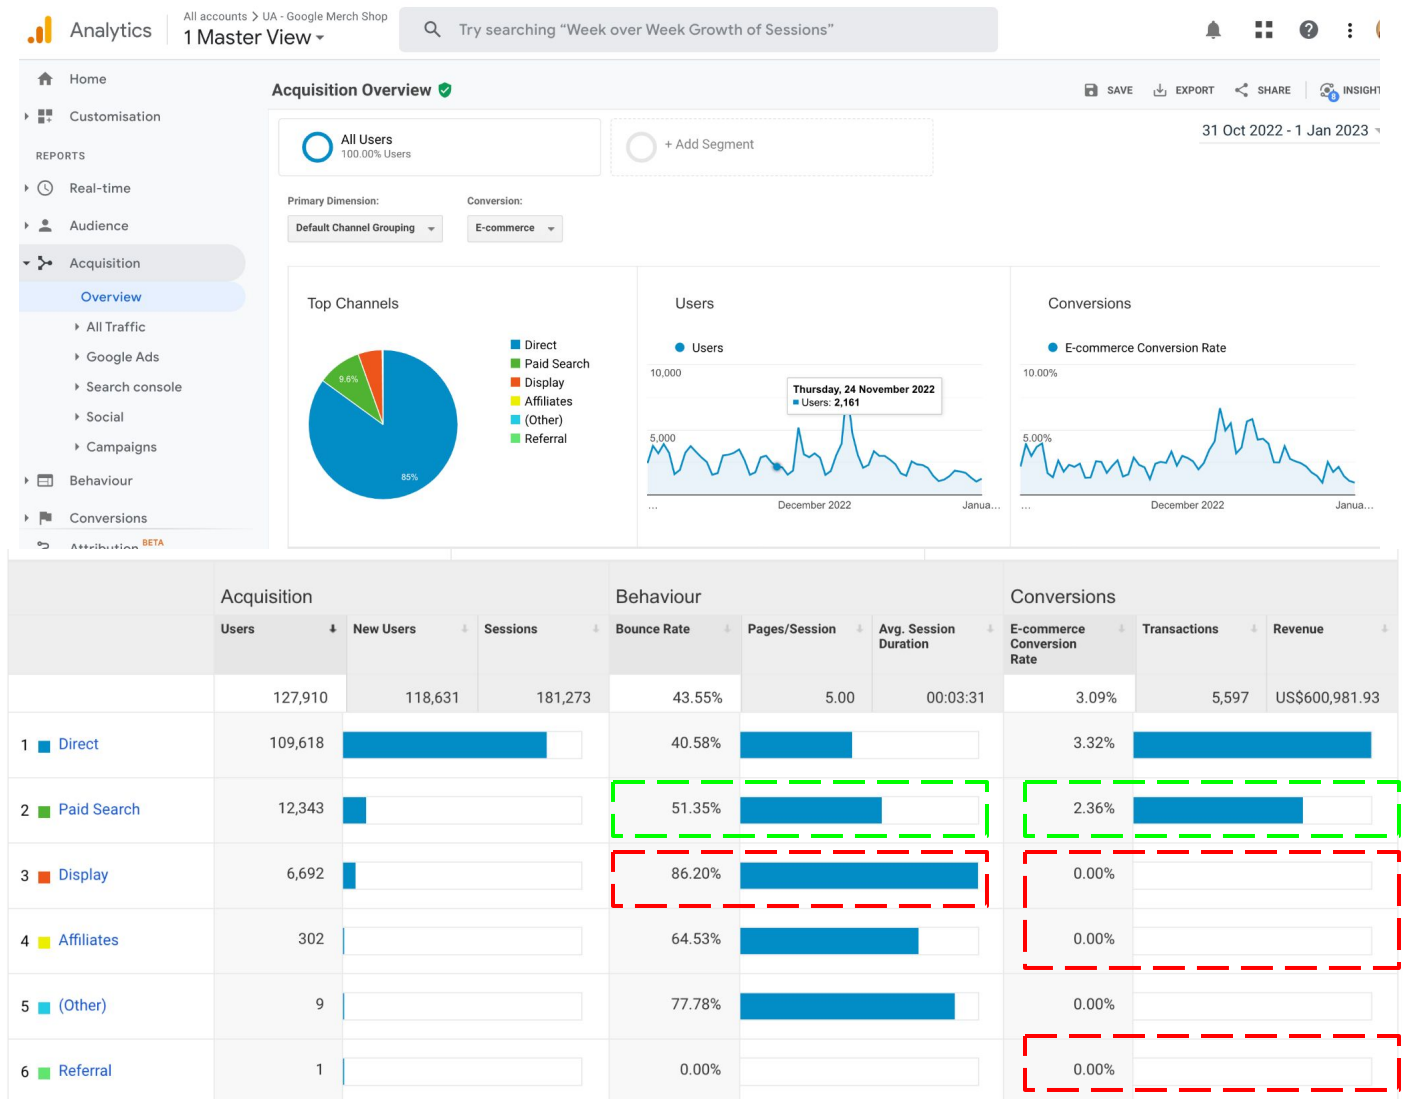 Analytics
All accounts > UA - Google Merch Shop
1 Master View
Try searching “Week over Week Growth of Sessions”
Home
Customisation
REPORTS
Real-time
Audience
Acquisition
Overview
All Traffic
Google Ads
Search console
Social
Campaigns
Behaviour
Conversions
Attribution BETA
Acquisition Overview
SAVE
EXPORT
SHARE
8
INSIGHT
31 Oct 2022 - 1 Jan 2023
All Users
100.00% Users
+ Add Segment
Primary Dimension:
Conversion:
Default Channel Grouping
E-commerce
Top Channels
Direct
Paid Search
Display
Affiliates
(Other)
Referral
9.6%
85%
Users
Users
10,000
5,000
Thursday, 24 November 2022
Users: 2,161
...
December 2022
Janua...
Conversions
E-commerce Conversion Rate
10.00%
5.00%
...
December 2022
Janua...
Acquisition Behaviour Conversions
Users New Users Sessions Bounce Rate Pages/Session Avg. Session Duration E-commerce Conversion Rate Transactions Revenue
127,910 118,631 181,273 43.55% 5.00 00:03:31 3.09% 5,597 US$600,981.93
1 Direct 109,618 40.58% 3.32%
2 Paid Search 12,343 51.35% 2.36%
3 Display 6,692 86.20% 0.00%
4 Affiliates 302 64.53% 0.00%
5 (Other) 9 77.78% 0.00%
6 Referral 1 0.00% 0.00%